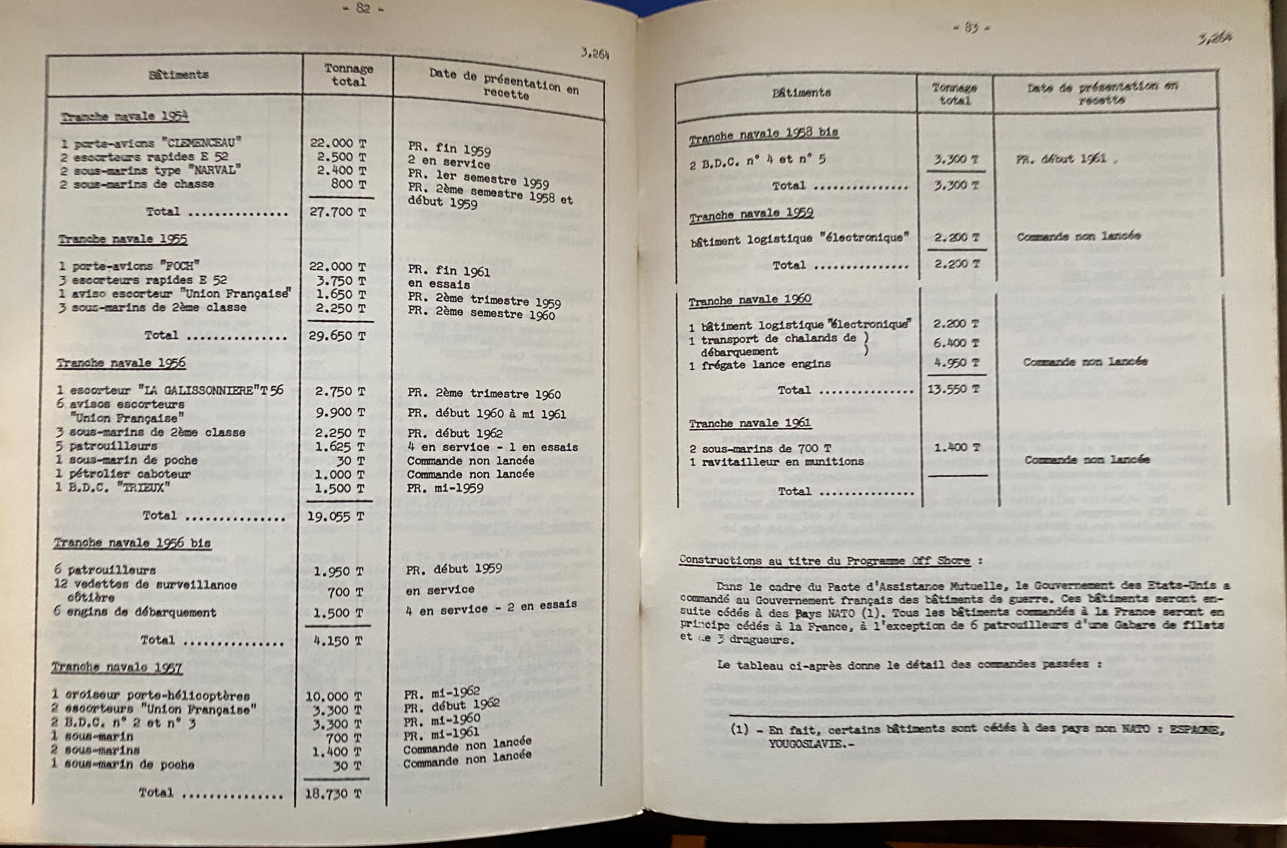 - 82 -
3,264
Bâtiments | Tonnage total | Date de présentation en recette
Tranche navale 1954
1 porte-avions "CLEMENCEAU" 22.000 T PR. fin 1959
2 escorteurs rapides E 52 2.500 T 2 en service
2 sous-marins type "NARVAL" 2.400 T PR. 1er semestre 1959
2 sous-marins de chasse 800 T PR. 2ème semestre 1958 et
début 1959
Total ............... 27.700 T
Tranche navale 1955
1 porte-avions "FOCH" 22.000 T PR. fin 1961
3 escorteurs rapides E 52 3.750 T en essais
1 aviso escorteur "Union Française" 1.650 T PR. 2ème trimestre 1959
3 sous-marins de 2ème classe 2.250 T PR. 2ème semestre 1960
Total ............... 29.650 T
Tranche navale 1956
1 escorteur "LA GALISSONNIERE"T 56 2.750 T PR. 2ème trimestre 1960
6 avisos escorteurs
"Union Française" 9.900 T PR. début 1960 à mi 1961
3 sous-marins de 2ème classe 2.250 T PR. début 1962
5 patrouilleurs 1.625 T 4 en service - 1 en essais
1 sous-marin de poche 30 T Commande non lancée
1 pétrolier caboteur 1.000 T Commande non lancée
1 B.D.C. "TRIEUX" 1.500 T PR. mi-1959
Total ............... 19.055 T
Tranche navale 1956 bis
6 patrouilleurs 1.950 T PR. début 1959
12 vedettes de surveillance
côtière 700 T en service
6 engins de débarquement 1.500 T 4 en service - 2 en essais
Total ............... 4.150 T
Tranche navale 1957
1 croiseur porte-hélicoptères 10.000 T PR. mi-1962
2 escorteurs "Union Française" 3.300 T PR. début 1962
2 B.D.C. n° 2 et n° 3 3.300 T PR. mi-1960
1 sous-marin 700 T PR. mi-1961
2 sous-marins 1.400 T Commande non lancée
1 sous-marin de poche 30 T Commande non lancée
Total ............... 18.730 T
- 83 -
3,264
Bâtiments | Tonnage total | Date de présentation en recette
Tranche navale 1958 bis
2 B.D.C. n° 4 et n° 5 3.300 T PR. début 1961 .
Total .............. 3.300 T
Tranche navale 1959
bâtiment logistique "électronique" 2.200 T Commande non lancée
Total .............. 2.200 T
Tranche navale 1960
1 bâtiment logistique "électronique" 2.200 T
1 transport de chalands de )
débarquement ) 6.400 T
1 frégate lance engins 4.950 T Commande non lancée
Total .............. 13.550 T
Tranche navale 1961
2 sous-marins de 700 T 1.400 T
1 ravitailleur en munitions Commande non lancée
Total ..............
Constructions au titre du Programme Off Shore :
Dans le cadre du Pacte d'Assistance Mutuelle, le Gouvernement des Etats-Unis a
commandé au Gouvernement français des bâtiments de guerre. Ces bâtiments seront en-
suite cédés à des Pays NATO (1). Tous les bâtiments commandés à la France seront en
principe cédés à la France, à l'exception de 6 patrouilleurs d'une Gabare de filets
et de 3 dragueurs.
Le tableau ci-après donne le détail des commandes passées :
(1) - En fait, certains bâtiments sont cédés à des pays non NATO : ESPAGNE,
YOUGOSLAVIE.-